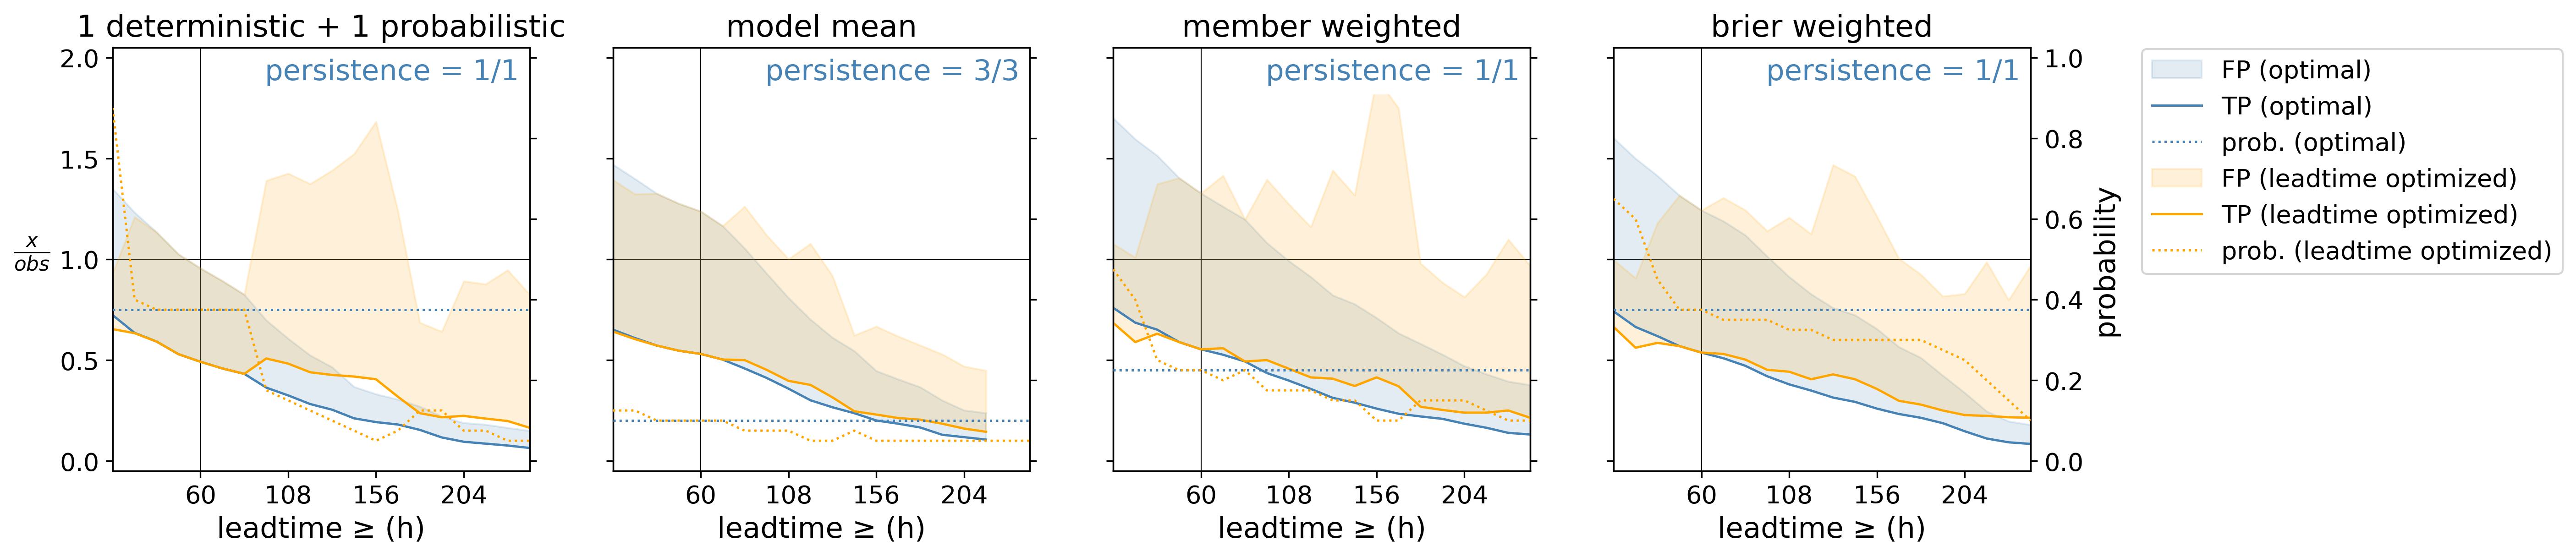 1 deterministic + 1 probabilistic
model mean
member weighted
brier weighted
persistence = 1/1
persistence = 3/3
persistence = 1/1
persistence = 1/1
2.0
1.5
1.0
0.5
0.0
x
obs
60 108 156 204
60 108 156 204
60 108 156 204
60 108 156 204
leadtime ≥ (h)
leadtime ≥ (h)
leadtime ≥ (h)
leadtime ≥ (h)
1.0
0.8
0.6
0.4
0.2
0.0
probability
FP (optimal)
TP (optimal)
prob. (optimal)
FP (leadtime optimized)
TP (leadtime optimized)
prob. (leadtime optimized)